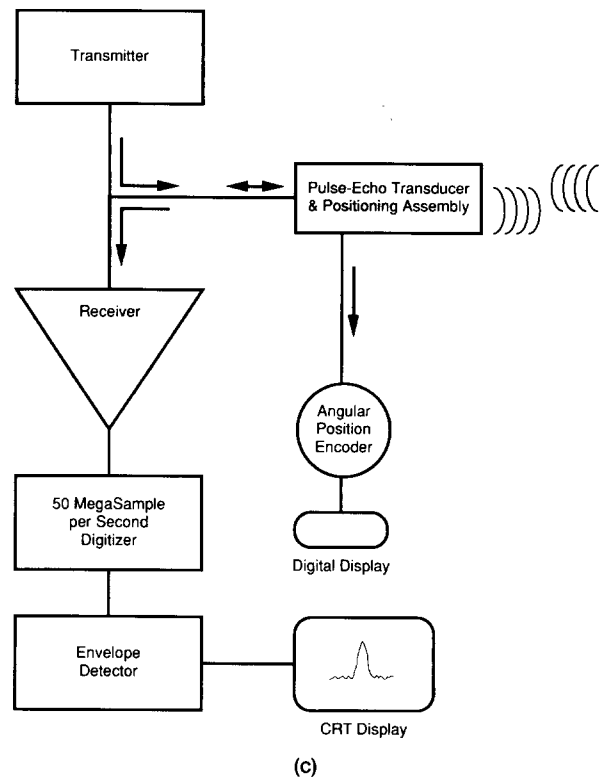 Transmitter
Pulse-Echo Transducer
& Positioning Assembly
Receiver
Angular
Position
Encoder
50 MegaSample
per Second
Digitizer
Digital Display
Envelope
Detector
CRT Display
(c)